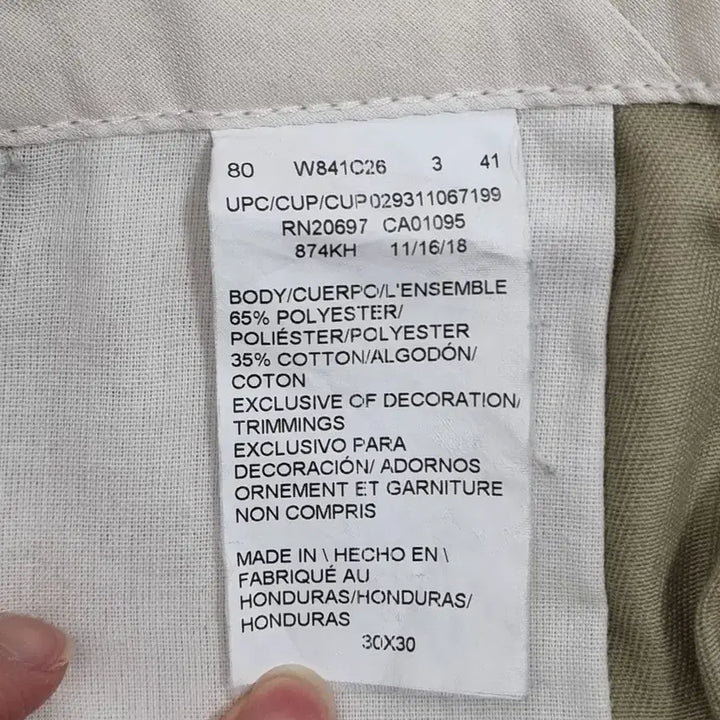 80 W841C26 3 41
UPC/CUP/CUP029311067199
RN20697 CA01095
874KH 11/16/18
BODY/CUERPO/L'ENSEMBLE
65% POLYESTER/
POLIÉSTER/POLYESTER
35% COTTON/ALGODÓN/
COTON
EXCLUSIVE OF DECORATION/
TRIMMINGS
EXCLUSIVO PARA
DECORACIÓN/ ADORNOS
ORNEMENT ET GARNITURE
NON COMPRIS
MADE IN \ HECHO EN \
FABRIQUÉ AU
HONDURAS/HONDURAS/
HONDURAS
30X30